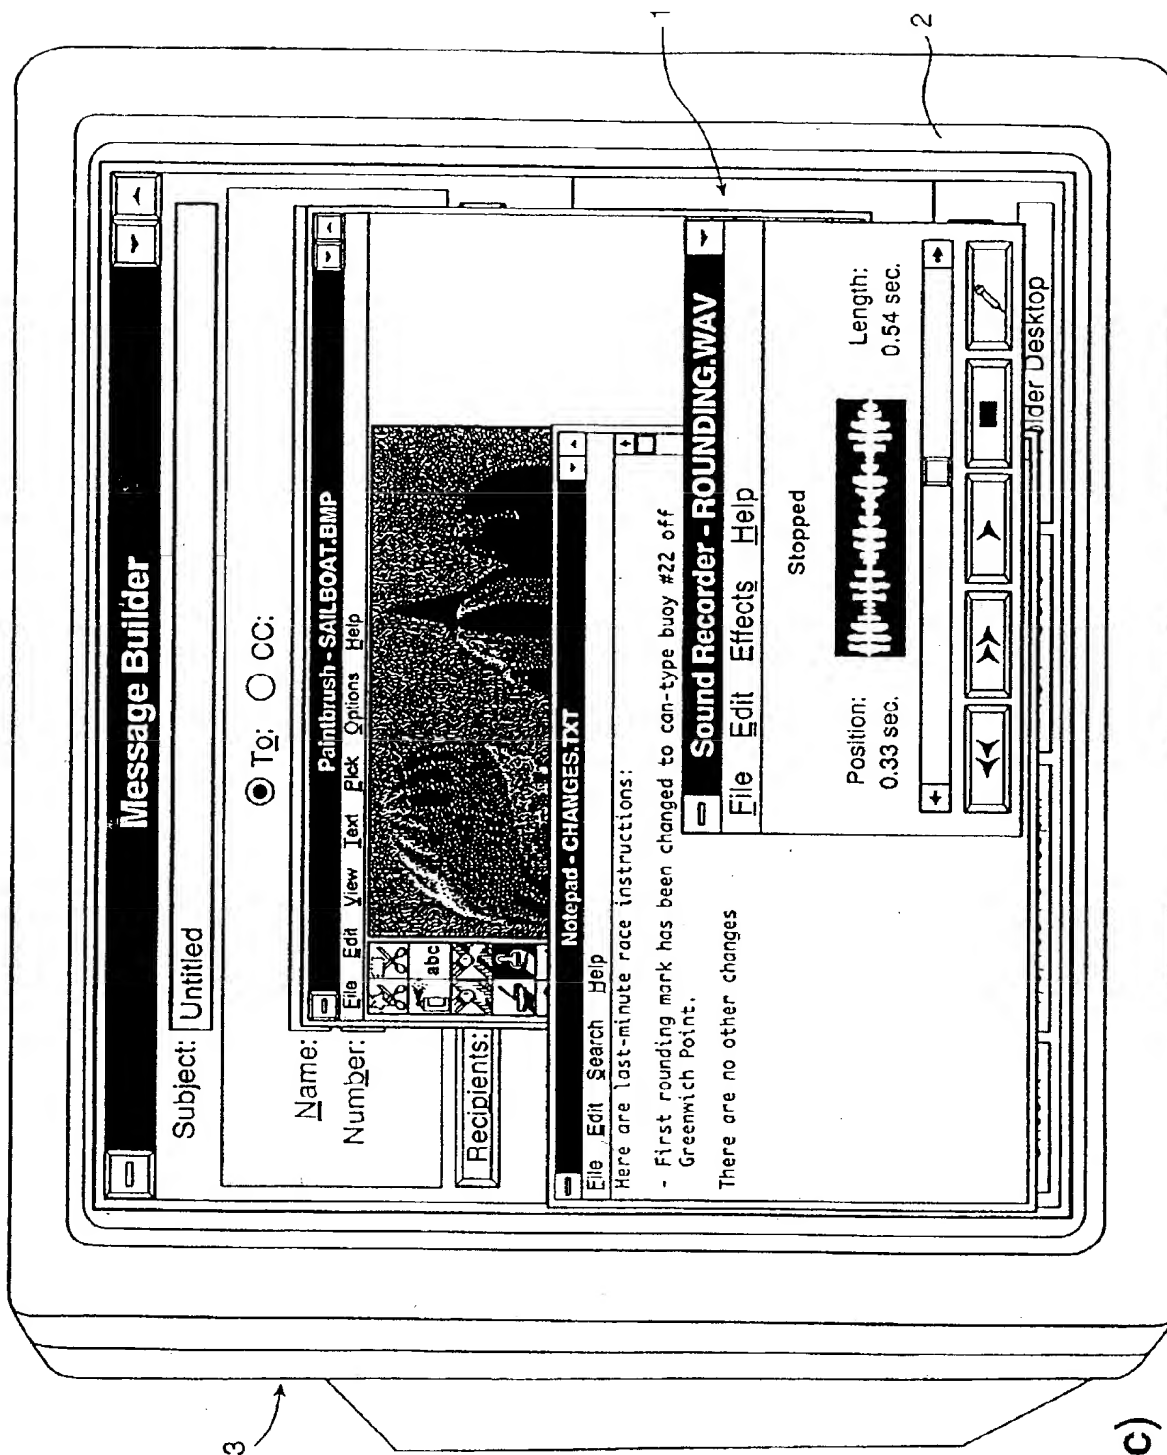 Message Builder
Subject: Untitled
To: CC:
Name:
Number:
Recipients:
Paintbrush - SAILBOAT.BMP
File Edit View Text Pick Options Help
abc
Notepad - CHANGES.TXT
File Edit Search Help
Here are last-minute race instructions:
- First rounding mark has been changed to can-type buoy #22 off
Greenwich Point.
There are no other changes
Sound Recorder - ROUNDING.WAV
File Edit Effects Help
Stopped
Position:
0.33 sec.
Length:
0.54 sec.
Desktop
1
2
3
c)